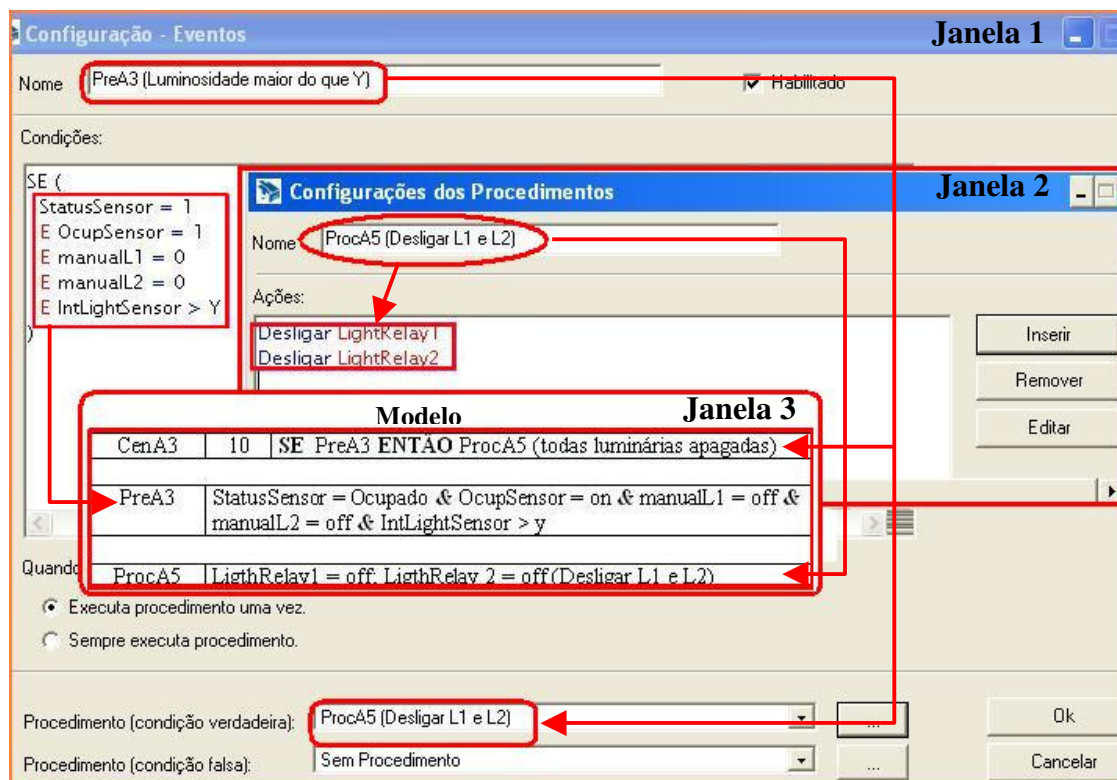 Configuração - Eventos
Janela 1
Nome
PreA3 (Luminosidade maior do que Y)
Habilitado
Condições:
SE (
StatusSensor = 1
E OcupSensor = 1
E manualL1 = 0
E manualL2 = 0
E IntLightSensor > Y
)
Configurações dos Procedimentos
Janela 2
Nome
ProcA5 (Desligar L1 e L2)
Ações:
Desligar LightRelay1
Desligar LightRelay2
Inserir
Remover
Editar
Modelo
Janela 3
CenA3 10 SE PreA3 ENTÃO ProcA5 (todas luminárias apagadas)
PreA3 StatusSensor = Ocupado & OcupSensor = on & manualL1 = off &
manualL2 = off & IntLightSensor > y
ProcA5 LigthRelay1 = off; LigthRelay 2 = off (Desligar L1 e L2)
Quando
Executa procedimento uma vez.
Sempre executa procedimento.
Procedimento (condição verdadeira):
ProcA5 (Desligar L1 e L2)
...
Ok
Procedimento (condição falsa):
Sem Procedimento
...
Cancelar